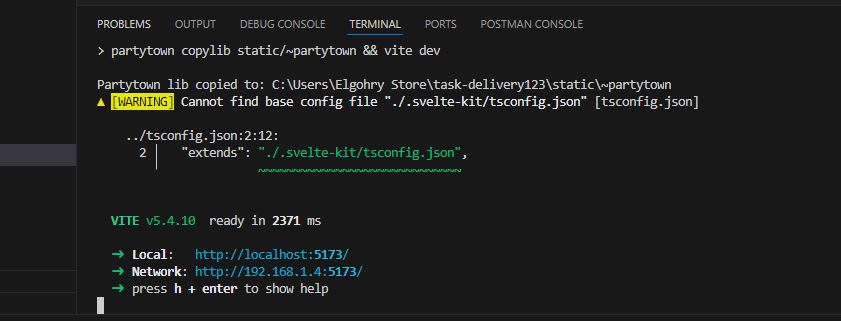 PROBLEMS OUTPUT DEBUG CONSOLE TERMINAL PORTS POSTMAN CONSOLE
> partytown copylib static/~partytown && vite dev
Partytown lib copied to: C:\Users\Elgohry Store\task-delivery123\static\~partytown
▲ [WARNING] Cannot find base config file "./.svelte-kit/tsconfig.json" [tsconfig.json]
../tsconfig.json:2:12:
2 │ "extends": "./.svelte-kit/tsconfig.json",
~~~~~~~~~~~~~~~~~~~~~~~~~~~~~
VITE v5.4.10 ready in 2371 ms
➜ Local: http://localhost:5173/
➜ Network: http://192.168.1.4:5173/
➜ press h + enter to show help